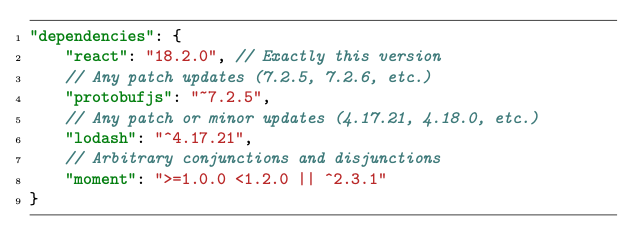 1 "dependencies": {
2 "react": "18.2.0", // Exactly this version
3 // Any patch updates (7.2.5, 7.2.6, etc.)
4 "protobufjs": "~7.2.5",
5 // Any patch or minor updates (4.17.21, 4.18.0, etc.)
6 "lodash": "^4.17.21",
7 // Arbitrary conjunctions and disjunctions
8 "moment": ">=1.0.0 <1.2.0 || ^2.3.1"
9 }